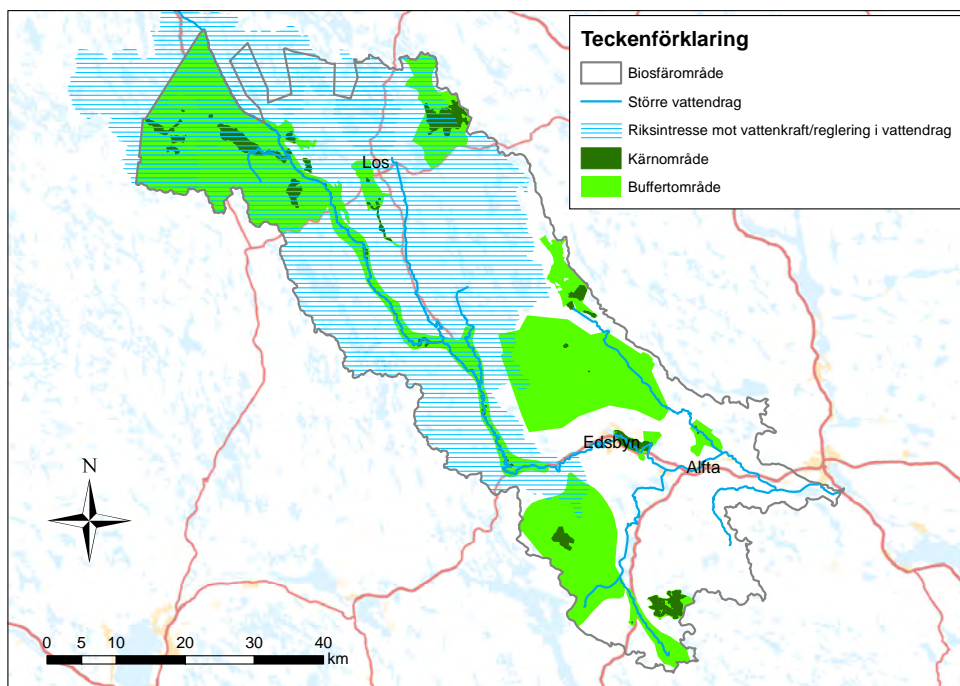 Teckenförklaring
Biosfärområde
Större vattendrag
Riksintresse mot vattenkraft/reglering i vattendrag
Kärnområde
Buffertområde
Los
Edsbyn
Alfta
N
0 5 10 20 30 40
km